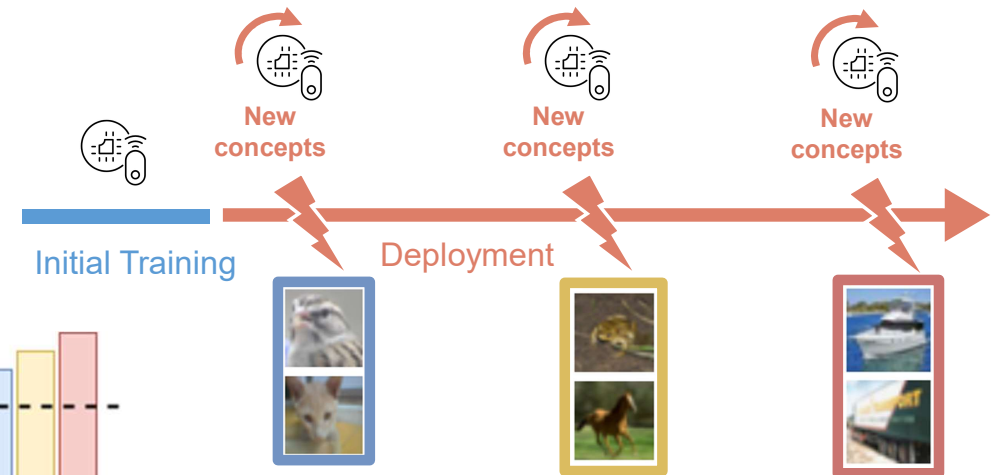 New
concepts
New
concepts
New
concepts
Initial Training
Deployment